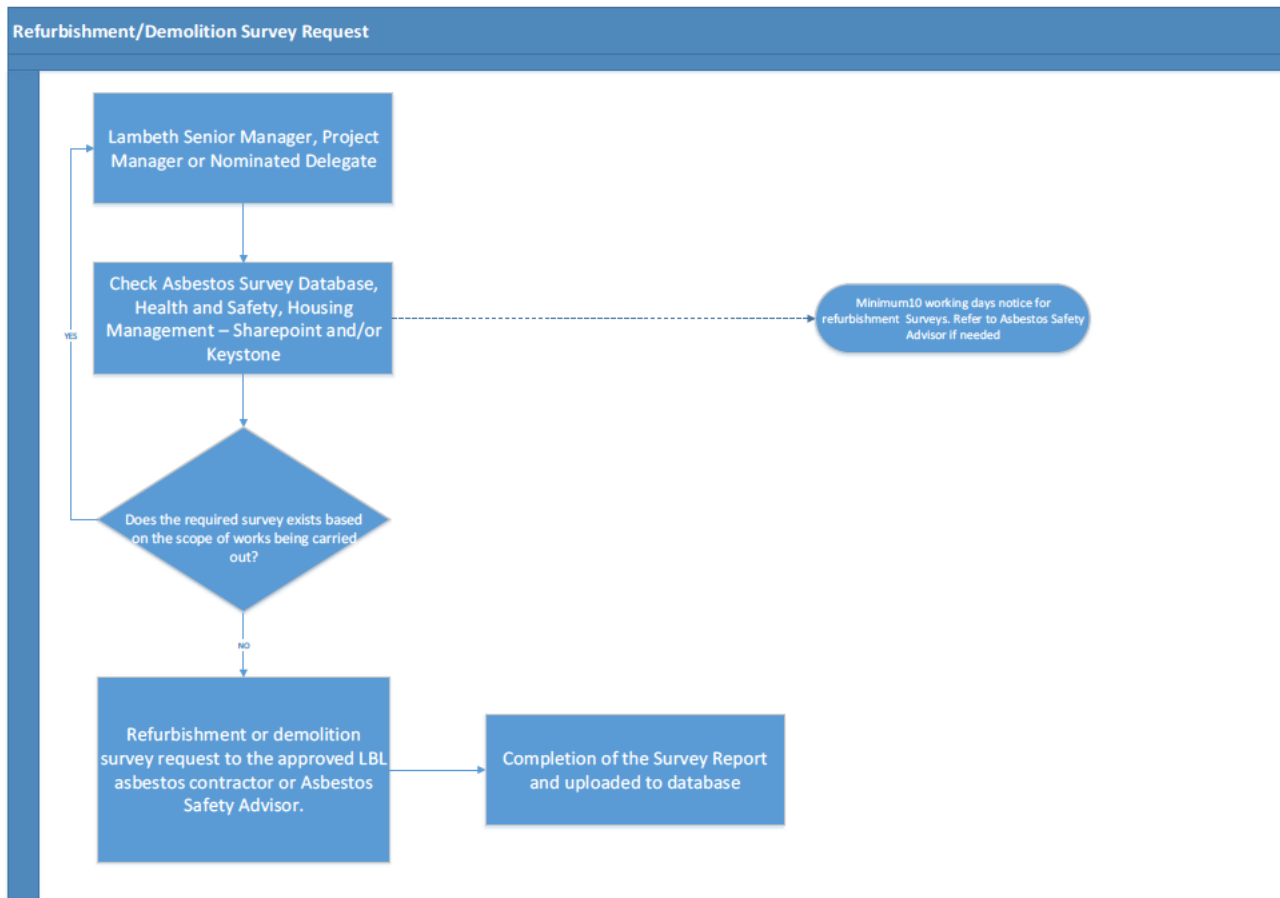 Refurbishment/Demolition Survey Request
Lambeth Senior Manager, Project
Manager or Nominated Delegate
Check Asbestos Survey Database,
Health and Safety, Housing
Management – Sharepoint and/or
Keystone
Minimum10 working days notice for
refurbishment Surveys. Refer to Asbestos Safety
Advisor if needed
YES
Does the required survey exists based
on the scope of works being carried
out?
NO
Refurbishment or demolition
survey request to the approved LBL
asbestos contractor or Asbestos
Safety Advisor.
Completion of the Survey Report
and uploaded to database